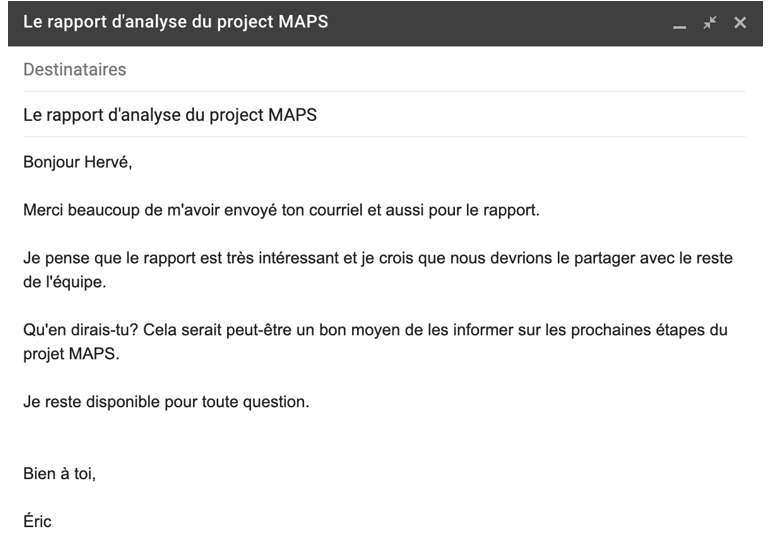 Le rapport d'analyse du project MAPS
Destinataires
Le rapport d'analyse du project MAPS
Bonjour Hervé,
Merci beaucoup de m'avoir envoyé ton courriel et aussi pour le rapport.
Je pense que le rapport est très intéressant et je crois que nous devrions le partager avec le reste
de l'équipe.
Qu'en dirais-tu? Cela serait peut-être un bon moyen de les informer sur les prochaines étapes du
projet MAPS.
Je reste disponible pour toute question.
Bien à toi,
Éric